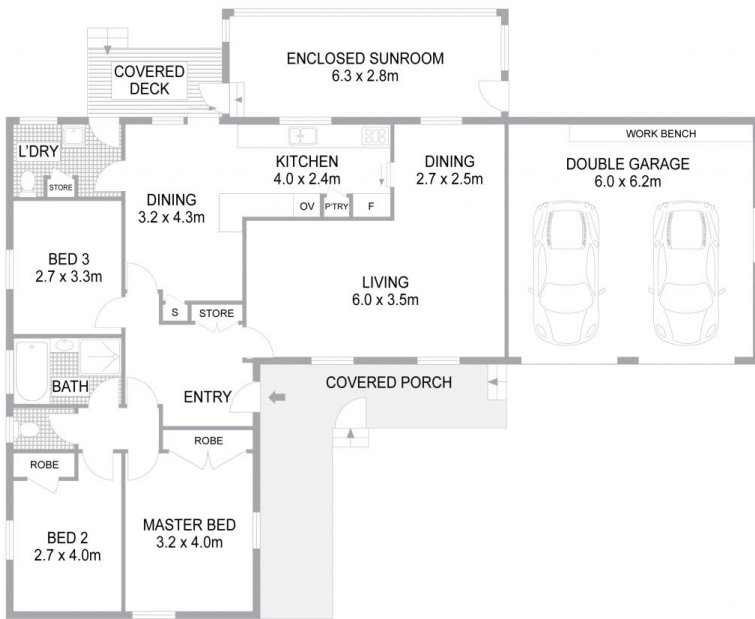 ENCLOSED SUNROOM
6.3 x 2.8m
COVERED
DECK
WORK BENCH
L'DRY
STORE
KITCHEN
4.0 x 2.4m
DINING
2.7 x 2.5m
DOUBLE GARAGE
6.0 x 6.2m
DINING
3.2 x 4.3m
OV
P'TRY
F
BED 3
2.7 x 3.3m
LIVING
6.0 x 3.5m
S
STORE
BATH
ENTRY
COVERED PORCH
ROBE
ROBE
BED 2
2.7 x 4.0m
MASTER BED
3.2 x 4.0m